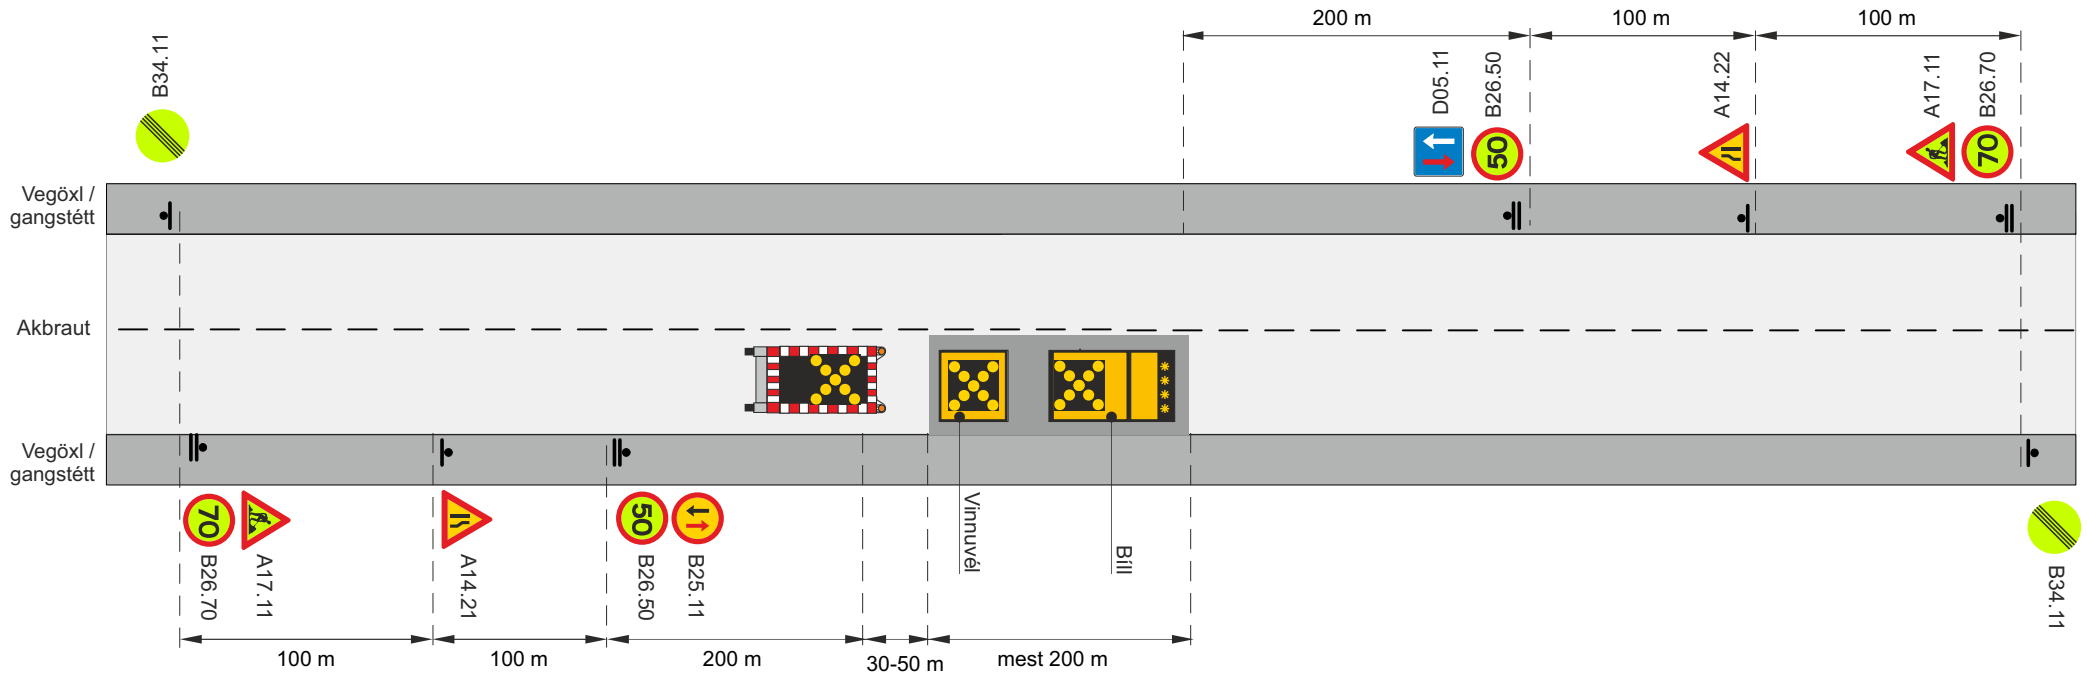 200 m
100 m
100 m
B34.11
D05.11
B26.50
A14.22
A17.11
B26.70
50
70
Vegöxl /
gangstétt
Akbraut
Vegöxl /
gangstétt
70
50
B26.70
A17.11
A14.21
B26.50
B25.11
Vinnuvél
Bíll
B34.11
100 m
100 m
200 m
30-50 m
mest 200 m